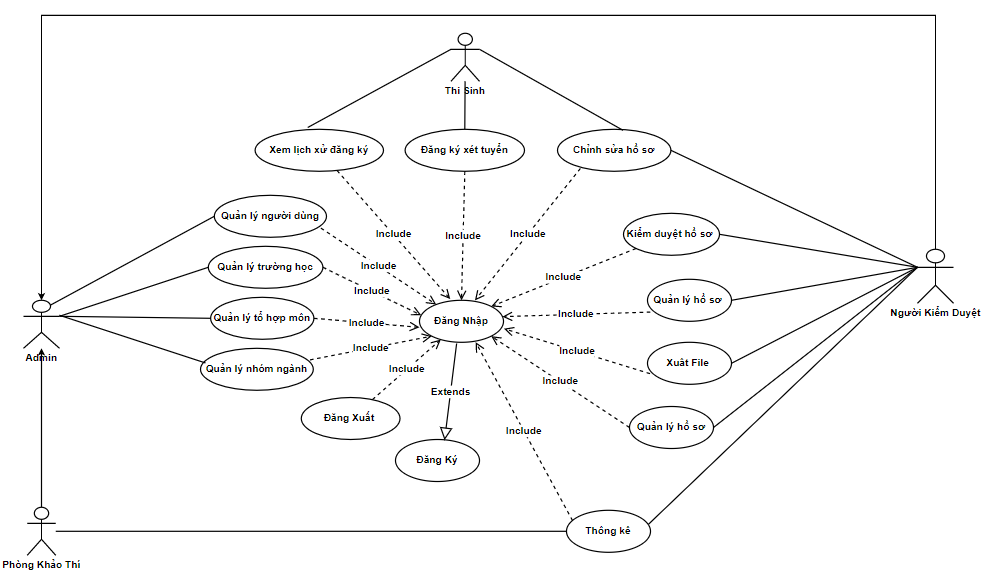 Thí Sinh
Xem lịch xử đăng ký
Đăng ký xét tuyển
Chỉnh sửa hồ sơ
Quản lý người dùng
Kiểm duyệt hồ sơ
Include
Include
Include
Quản lý trường học
Include
Include
Include
Quản lý hồ sơ
Người Kiểm Duyệt
Quản lý tổ hợp môn
Include
Đăng Nhập
Include
Admin
Quản lý nhóm ngành
Include
Include
Include
Xuất File
Include
Extends
Đăng Xuất
Include
Quản lý hồ sơ
Đăng Ký
Thống kê
Phòng Khảo Thí